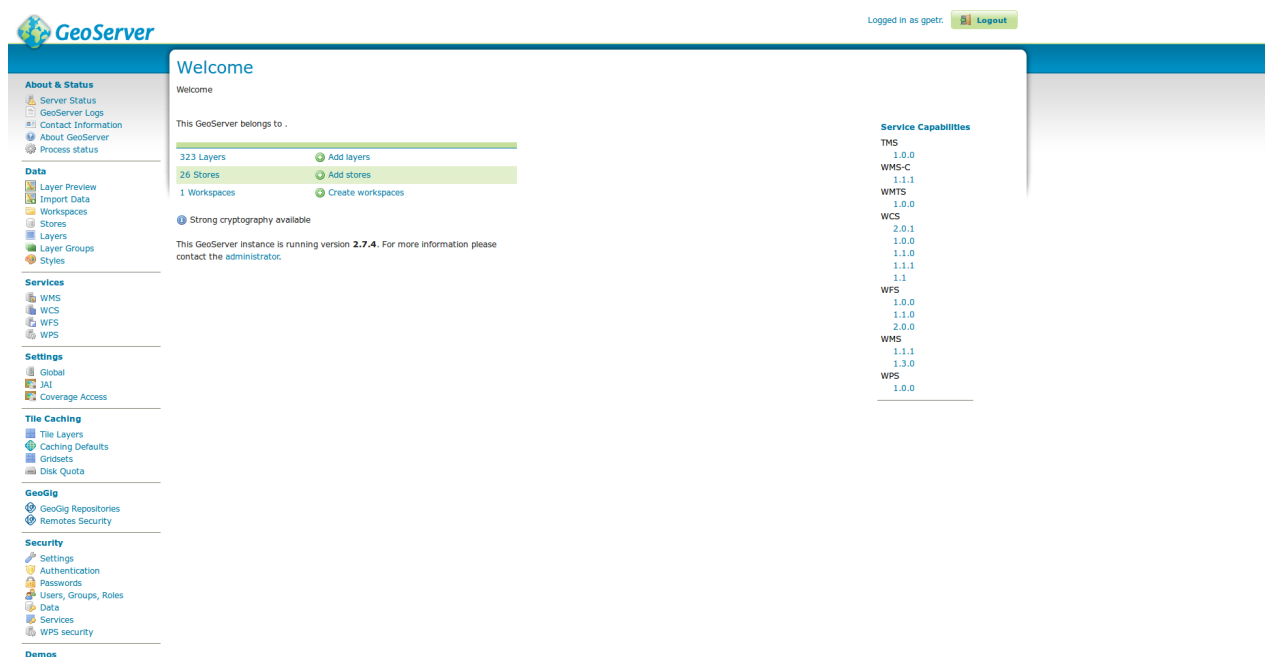 GeoServer
Logged in as gpetr.
Logout
About & Status
Server Status
GeoServer Logs
Contact Information
About GeoServer
Process status
Data
Layer Preview
Import Data
Workspaces
Stores
Layers
Layer Groups
Styles
Services
WMS
WCS
WFS
WPS
Settings
Global
JAI
Coverage Access
Tile Caching
Tile Layers
Caching Defaults
Gridsets
Disk Quota
GeoGig
GeoGig Repositories
Remotes Security
Security
Settings
Authentication
Passwords
Users, Groups, Roles
Data
Services
WPS security
Demos
Welcome
Welcome
This GeoServer belongs to .
323 Layers Add layers
26 Stores Add stores
1 Workspaces Create workspaces
Strong cryptography available
This GeoServer instance is running version 2.7.4. For more information please
contact the administrator.
Service Capabilities
TMS
1.0.0
WMS-C
1.1.1
WMTS
1.0.0
WCS
2.0.1
1.0.0
1.1.0
1.1.1
1.1
WFS
1.0.0
1.1.0
2.0.0
WMS
1.1.1
1.3.0
WPS
1.0.0